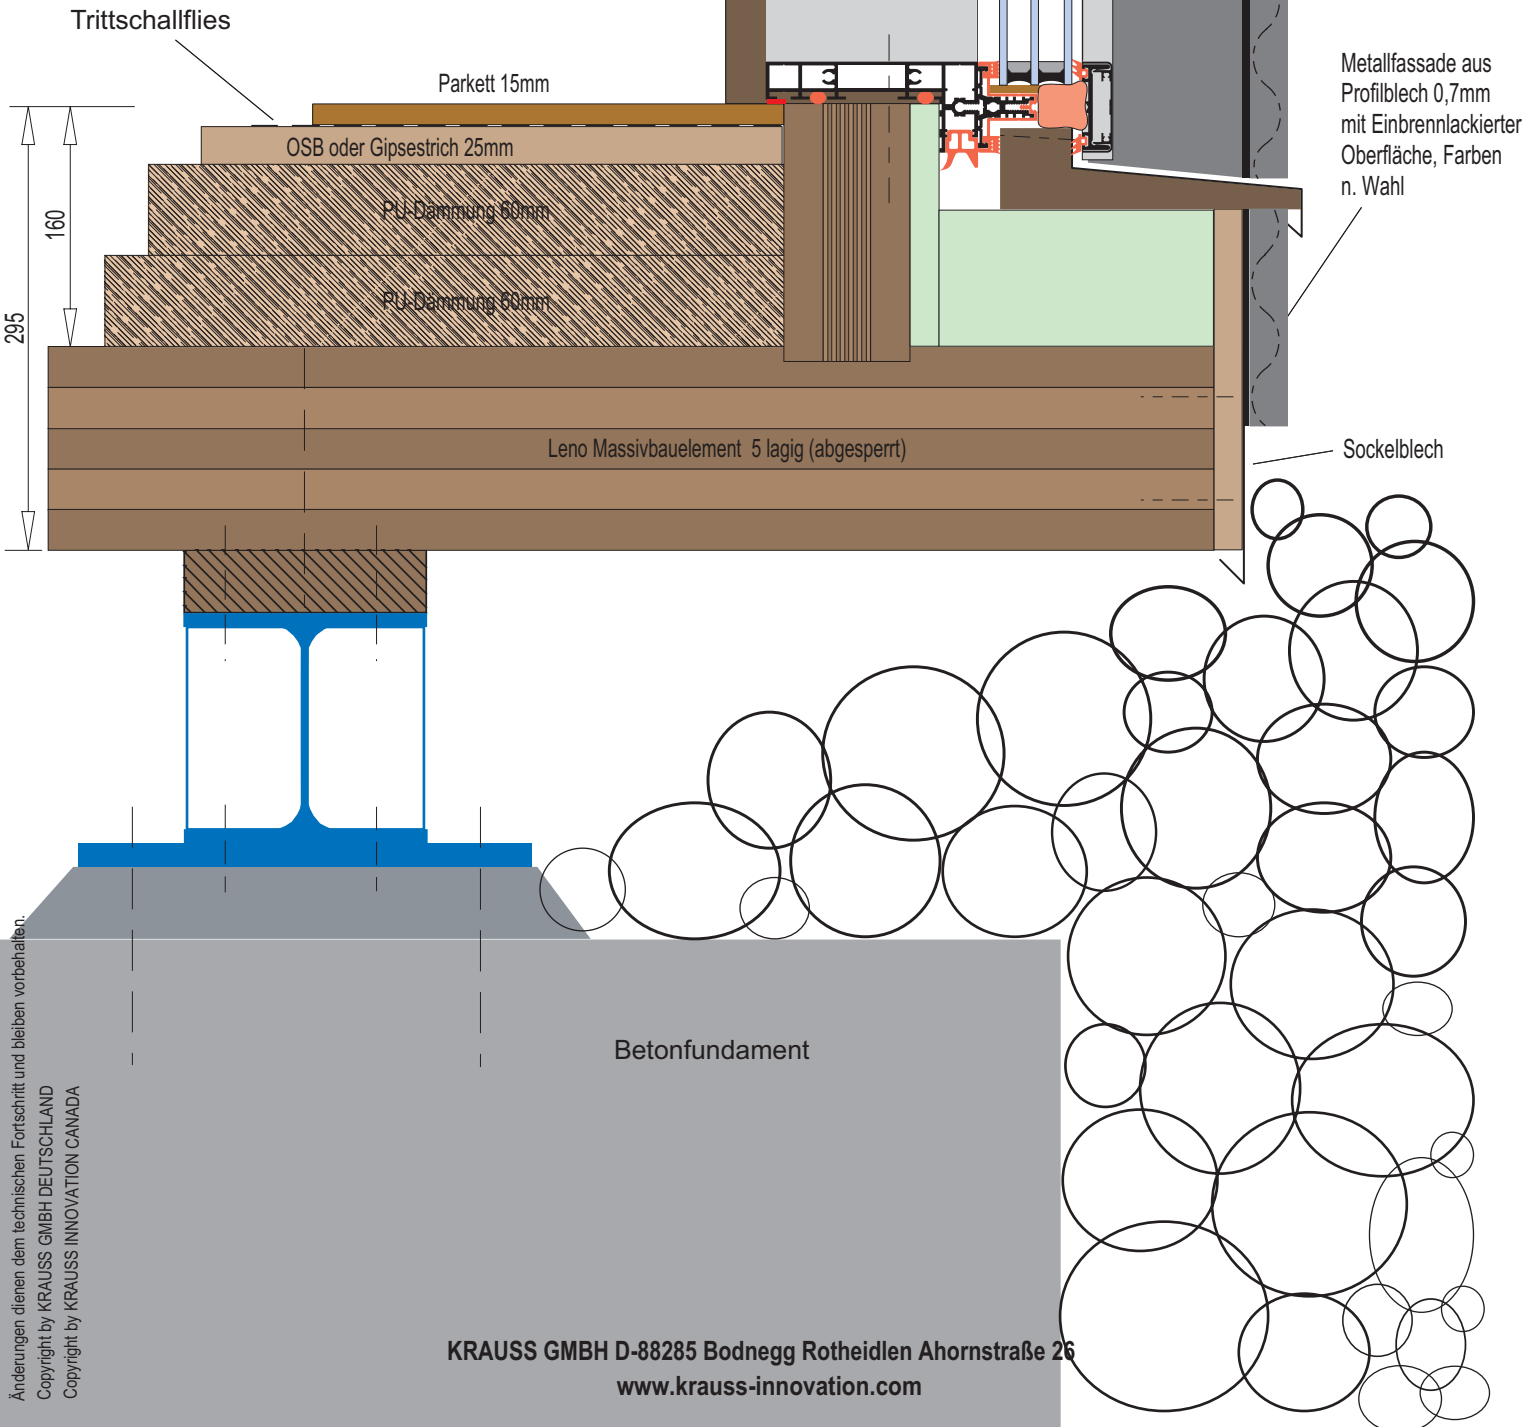 Trittschallflies
Parkett 15mm
Metallfassade aus
Profilblech 0,7mm
mit Einbrennlackierter
Oberfläche, Farben
n. Wahl
OSB oder Gipsestrich 25mm
PU-Dämmung 60mm
160
PU-Dämmung 60mm
295
Leno Massivbauelement 5 lagig (abgesperrt)
Sockelblech
Betonfundament
Änderungen dienen dem technischen Fortschritt und bleiben vorbehalten.
Copyright by KRAUSS GMBH DEUTSCHLAND
Copyright by KRAUSS INNOVATION CANADA
KRAUSS GMBH D-88285 Bodnegg Rotheidlen Ahornstraße 26
www.krauss-innovation.com